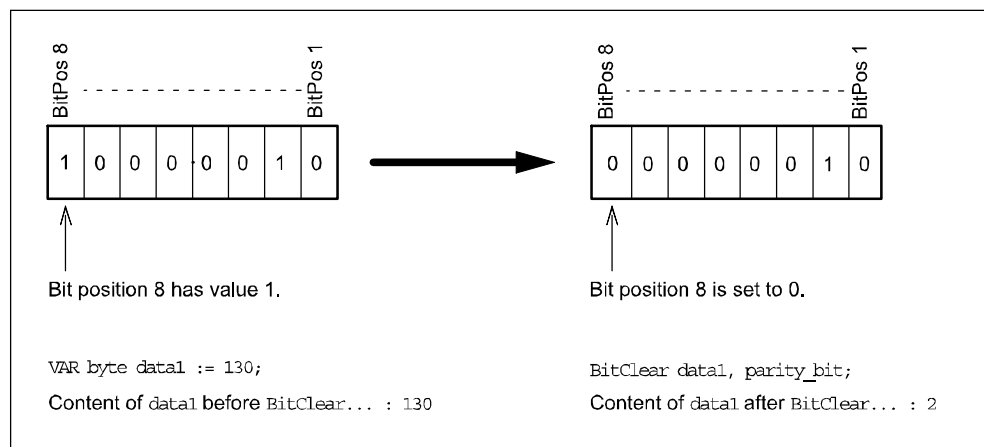 BitPos 8
BitPos 1
1 0 0 0 0 0 1 0
Bit position 8 has value 1.
VAR byte data1 := 130;
Content of data1 before BitClear... : 130
BitPos 8
BitPos 1
0 0 0 0 0 0 1 0
Bit position 8 is set to 0.
BitClear data1, parity_bit;
Content of data1 after BitClear... : 2